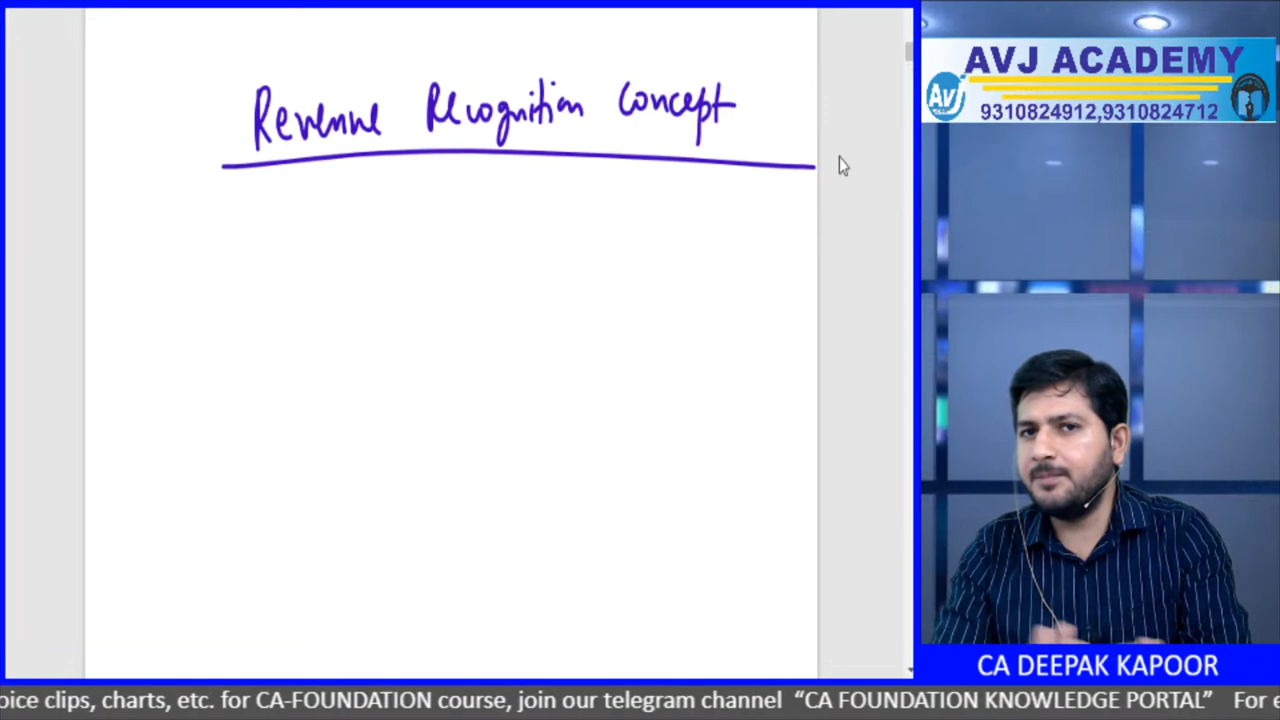 Revenue Recognition Concept
AVJ ACADEMY
AVJ
9310824912,9310824712
CA DEEPAK KAPOOR
oice clips, charts, etc. for CA-FOUNDATION course, join our telegram channel “CA FOUNDATION KNOWLEDGE PORTAL” For e